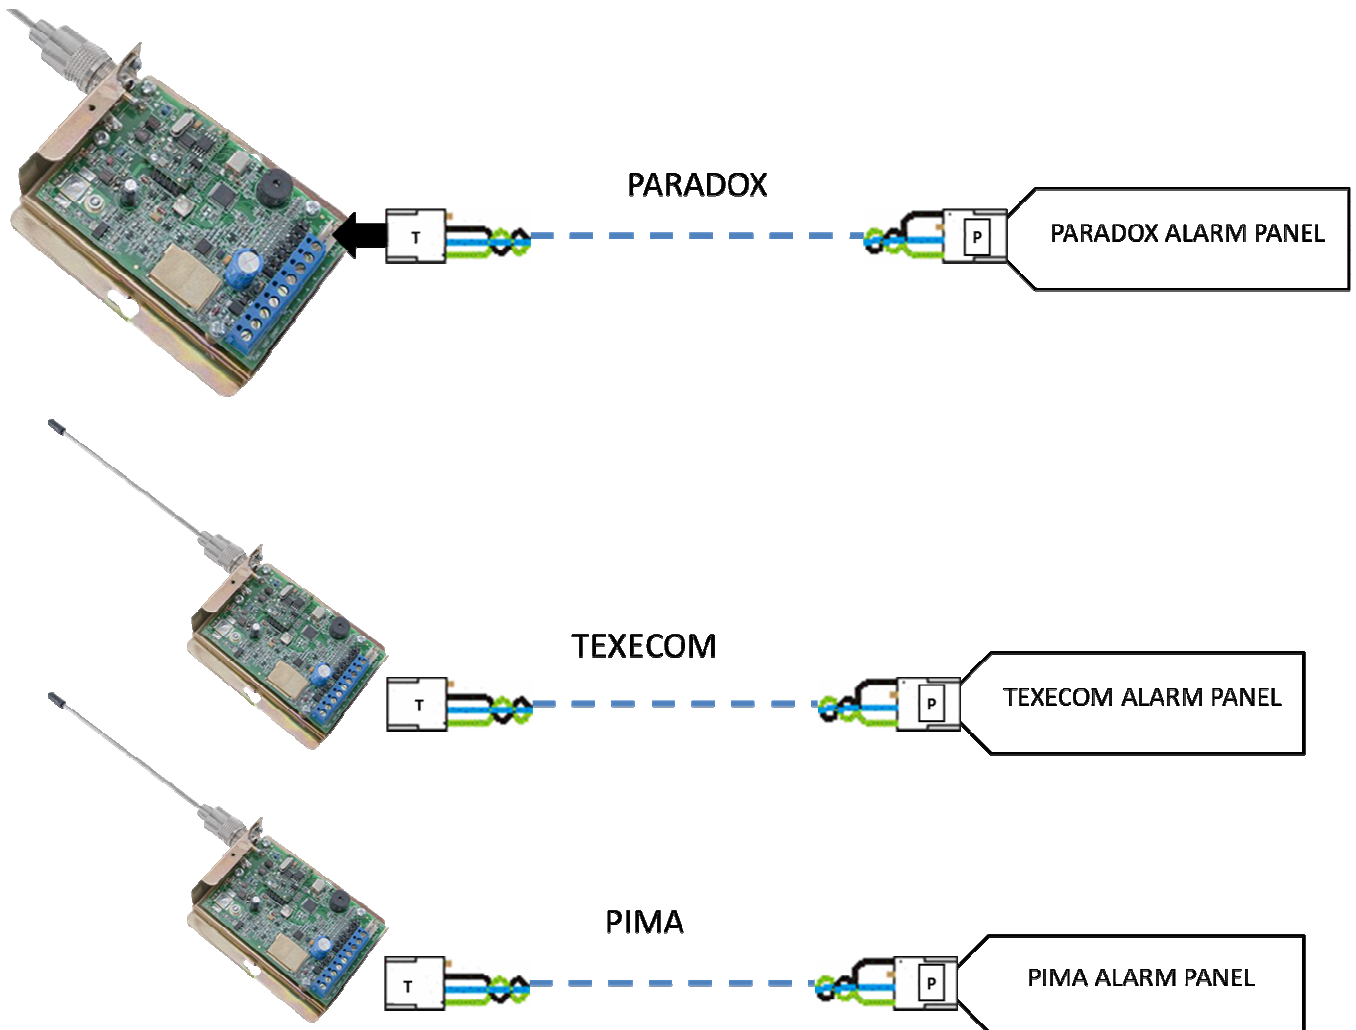 PARADOX
T
P
PARADOX ALARM PANEL
TEXECOM
T
P
TEXECOM ALARM PANEL
PIMA
T
P
PIMA ALARM PANEL